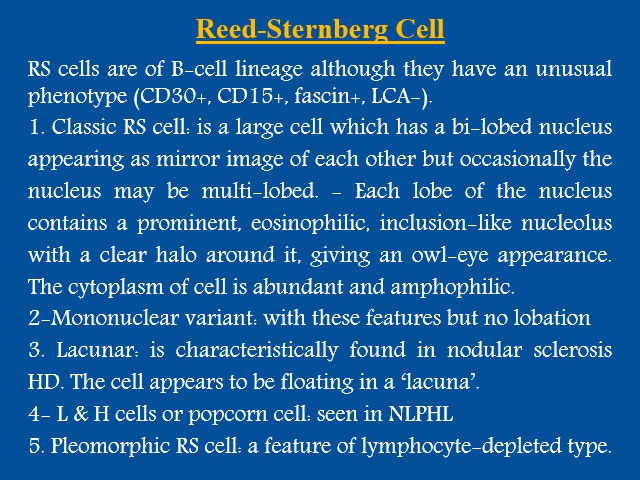 Reed-Sternberg Cell
RS cells are of B-cell lineage although they have an unusual
phenotype (CD30+, CD15+, fascin+, LCA-).
1. Classic RS cell: is a large cell which has a bi-lobed nucleus
appearing as mirror image of each other but occasionally the
nucleus may be multi-lobed. - Each lobe of the nucleus
contains a prominent, eosinophilic, inclusion-like nucleolus
with a clear halo around it, giving an owl-eye appearance.
The cytoplasm of cell is abundant and amphophilic.
2-Mononuclear variant: with these features but no lobation
3. Lacunar: is characteristically found in nodular sclerosis
HD. The cell appears to be floating in a ‘lacuna’.
4- L & H cells or popcorn cell: seen in NLPHL
5. Pleomorphic RS cell: a feature of lymphocyte-depleted type.